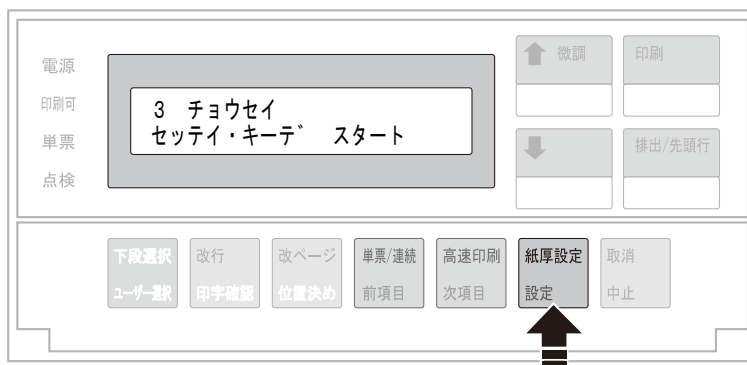 電源
印刷可
単票
点検
3 チョウセイ
セッテイ・キーデ゛ スタート
微調
印刷
排出/先頭行
下段選択
ユーザー選択
改行
印字確認
改ページ
位置決め
単票/連続
前項目
高速印刷
次項目
紙厚設定
設定
取消
中止